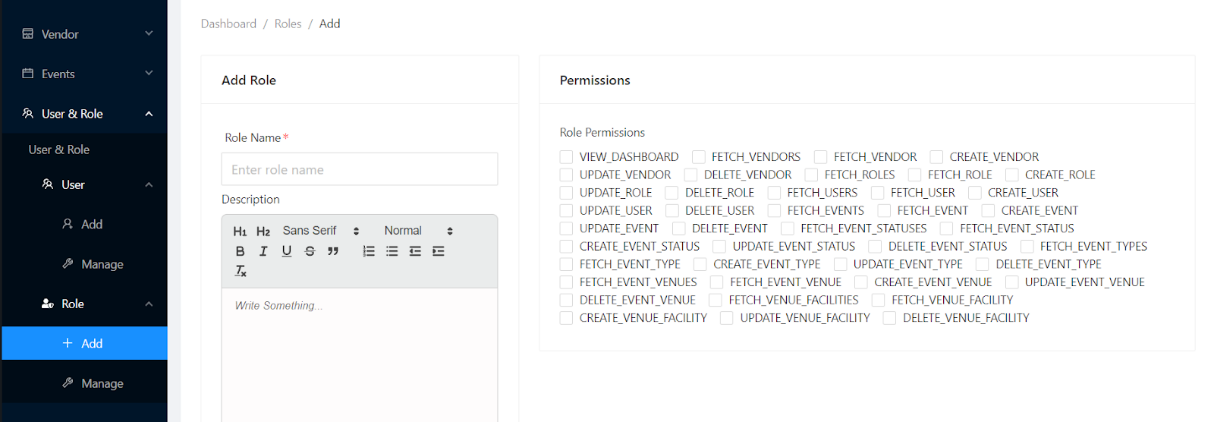 Vendor
Events
User & Role
User & Role
User
Add
Manage
Role
Add
Manage
Dashboard / Roles / Add
Add Role
Role Name*
Enter role name
Description
H1 H2 Sans Serif Normal
B I U S ”
Tx
Write Something...
Permissions
Role Permissions
VIEW_DASHBOARD FETCH_VENDORS FETCH_VENDOR CREATE_VENDOR
UPDATE_VENDOR DELETE_VENDOR FETCH_ROLES FETCH_ROLE CREATE_ROLE
UPDATE_ROLE DELETE_ROLE FETCH_USERS FETCH_USER CREATE_USER
UPDATE_USER DELETE_USER FETCH_EVENTS FETCH_EVENT CREATE_EVENT
UPDATE_EVENT DELETE_EVENT FETCH_EVENT_STATUSES FETCH_EVENT_STATUS
CREATE_EVENT_STATUS UPDATE_EVENT_STATUS DELETE_EVENT_STATUS FETCH_EVENT_TYPES
FETCH_EVENT_TYPE CREATE_EVENT_TYPE UPDATE_EVENT_TYPE DELETE_EVENT_TYPE
FETCH_EVENT_VENUES FETCH_EVENT_VENUE CREATE_EVENT_VENUE UPDATE_EVENT_VENUE
DELETE_EVENT_VENUE FETCH_VENUE_FACILITIES FETCH_VENUE_FACILITY
CREATE_VENUE_FACILITY UPDATE_VENUE_FACILITY DELETE_VENUE_FACILITY